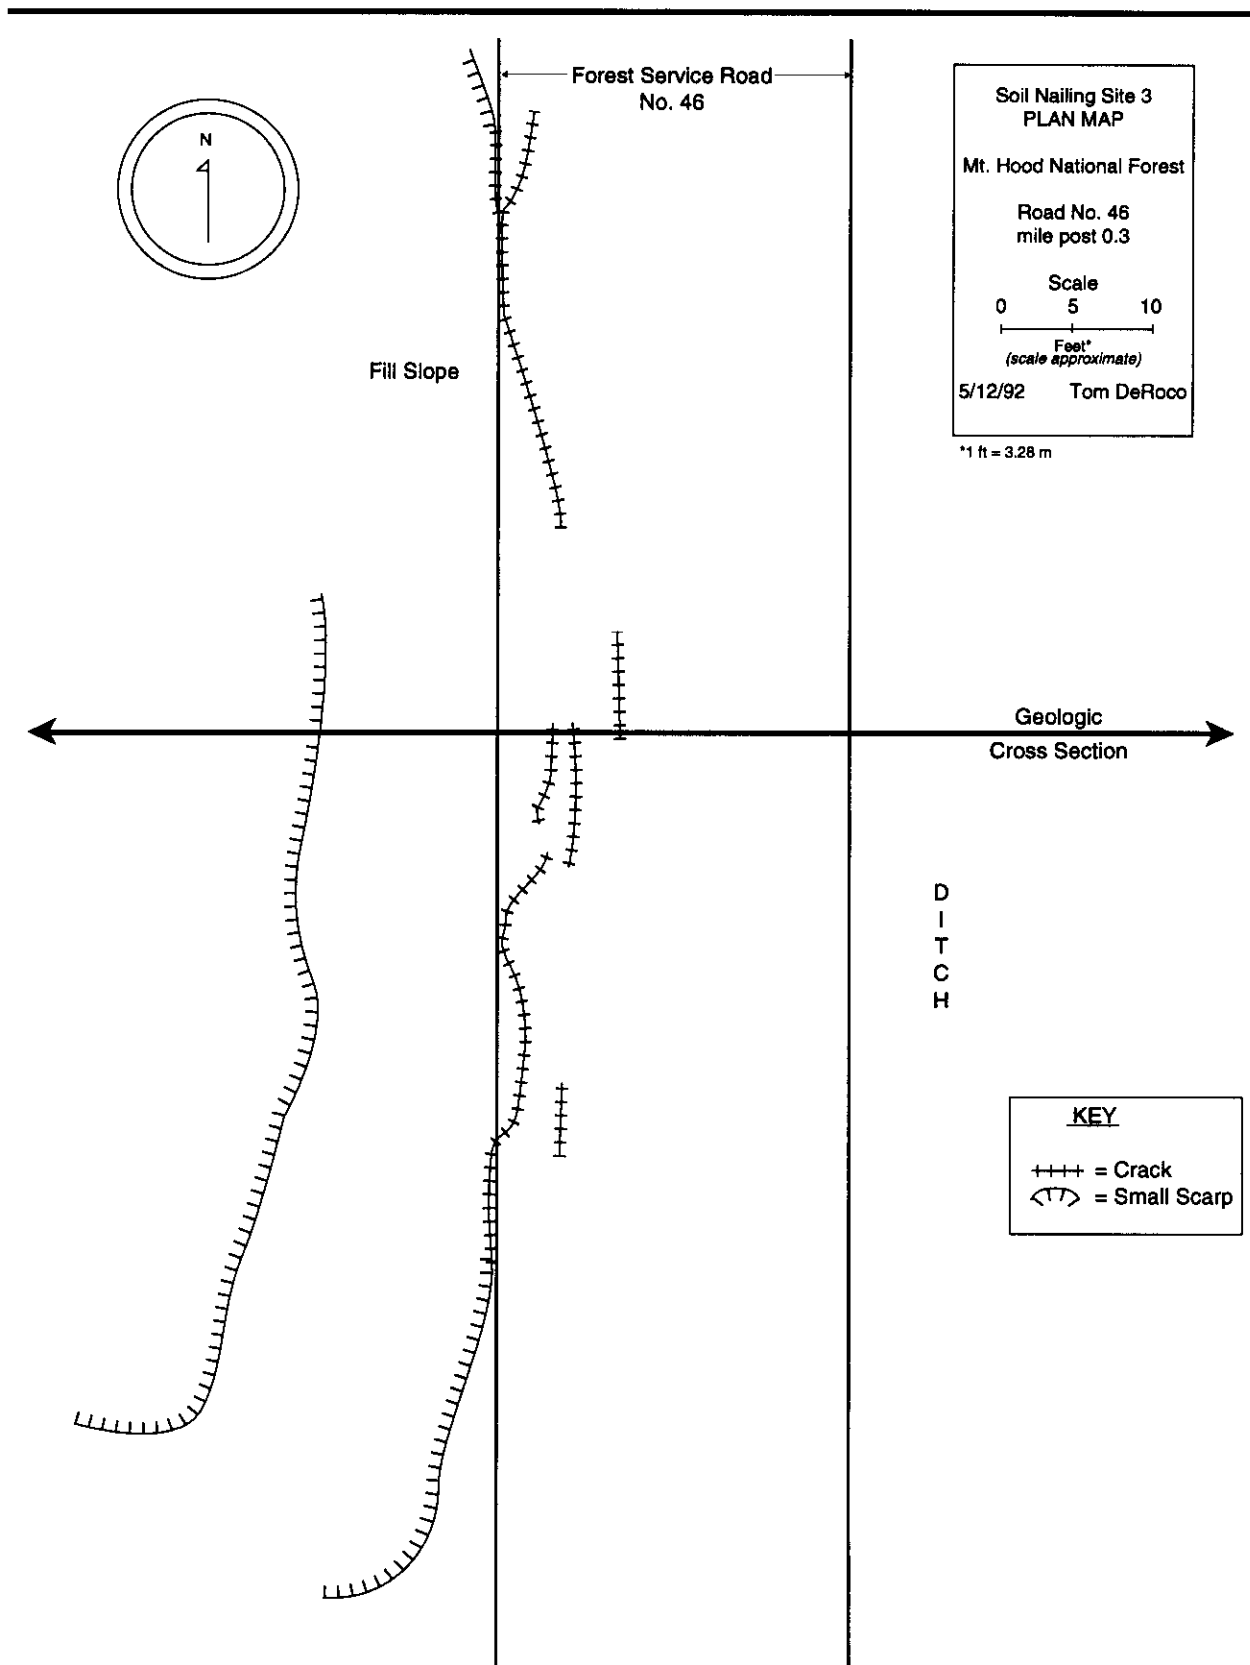 Forest Service Road
No. 46
N
Soil Nailing Site 3
PLAN MAP
Mt. Hood National Forest
Road No. 46
mile post 0.3
Scale
0 5 10
Feet*
(scale approximate)
5/12/92 Tom DeRoco
*1 ft = 3.28 m
Fill Slope
Geologic
Cross Section
D
I
T
C
H
KEY
= Crack
= Small Scarp